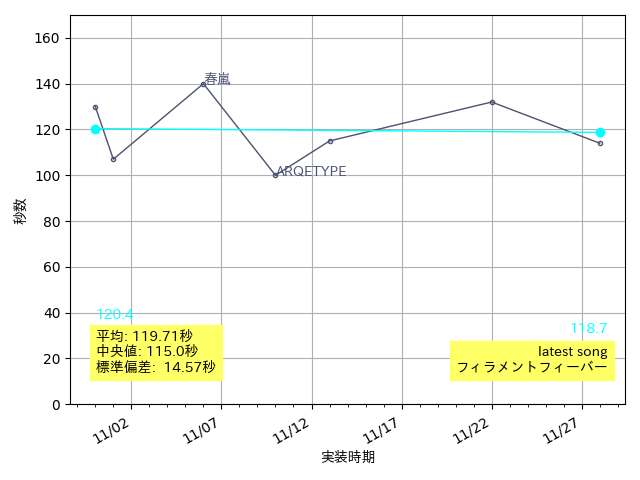 160
140
120
100
80
60
40
20
0
秒数
春嵐
ARQETYPE
120.4
118.7
平均: 119.71秒
中央値: 115.0秒
標準偏差: 14.57秒
latest song
フィラメントフィーバー
11/02
11/07
11/12
11/17
11/22
11/27
実装時期